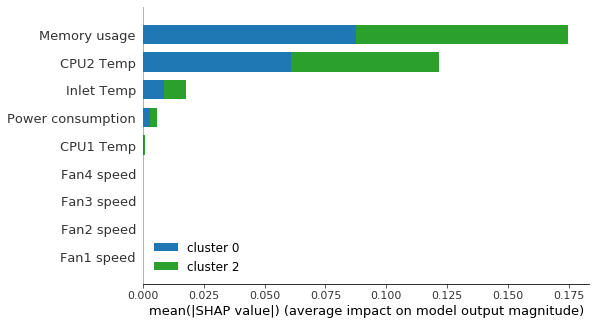 Memory usage
CPU2 Temp
Inlet Temp
Power consumption
CPU1 Temp
Fan4 speed
Fan3 speed
Fan2 speed
Fan1 speed
cluster 0
cluster 2
0.000 0.025 0.050 0.075 0.100 0.125 0.150 0.175
mean(|SHAP value|) (average impact on model output magnitude)